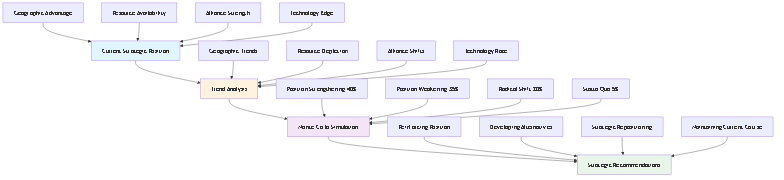 Geographic Advantage
Resource Availability
Alliance Strength
Technology Edge
Current Strategic Position
Geographic Trends
Resource Depletion
Alliance Shifts
Technology Race
Trend Analysis
Position Strengthening 40%
Position Weakening
Radical Shift
Status Quo 5%
Monte Carlo Simulation
Reinforcing Position
Developing Alternatives
Strategic Repositioning
Maintaining Current Course
Strategic Recommendations